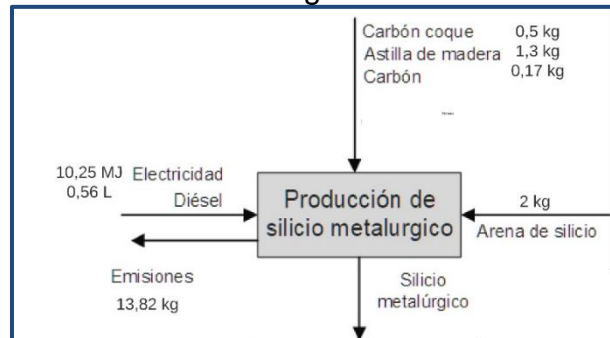 Carbón coque 0,5 kg
Astilla de madera 1,3 kg
Carbón 0,17 kg
10,25 MJ Electricidad
0,56 L Diésel
Producción de
silicio metalurgico
2 kg
Arena de silicio
Emisiones
13,82 kg
Silicio
metalúrgico